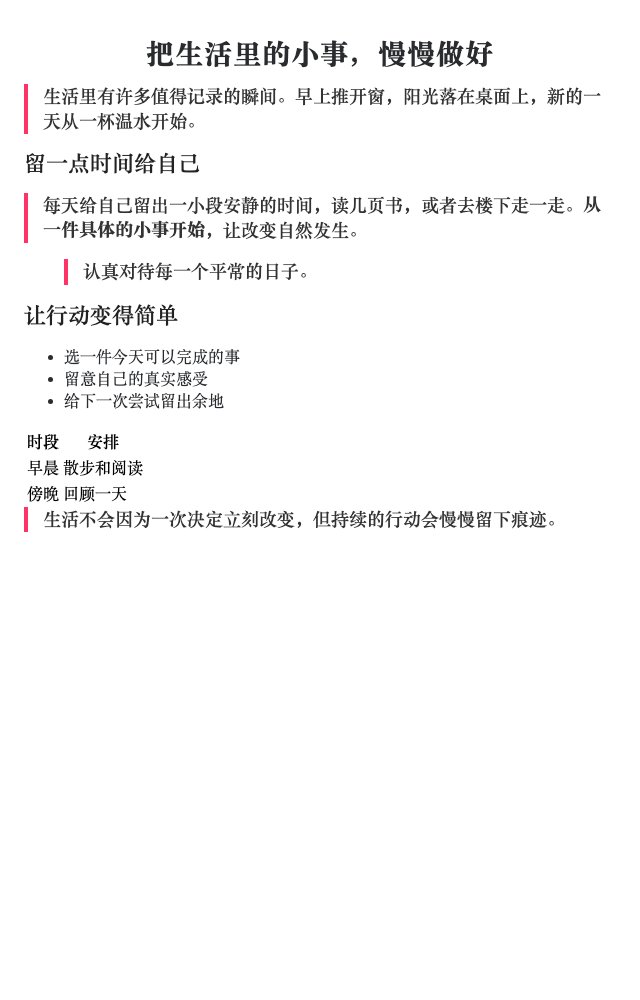 把生活里的小事，慢慢做好
生活里有许多值得记录的瞬间。早上推开窗，阳光落在桌面上，新的一
天从一杯温水开始。
留一点时间给自己
每天给自己留出一小段安静的时间，读几页书，或者去楼下走一走。从
一件具体的小事开始，让改变自然发生。
认真对待每一个平常的日子。
让行动变得简单
• 选一件今天可以完成的事
• 留意自己的真实感受
• 给下一次尝试留出余地
时段 安排
早晨 散步和阅读
傍晚 回顾一天
生活不会因为一次决定立刻改变，但持续的行动会慢慢留下痕迹。